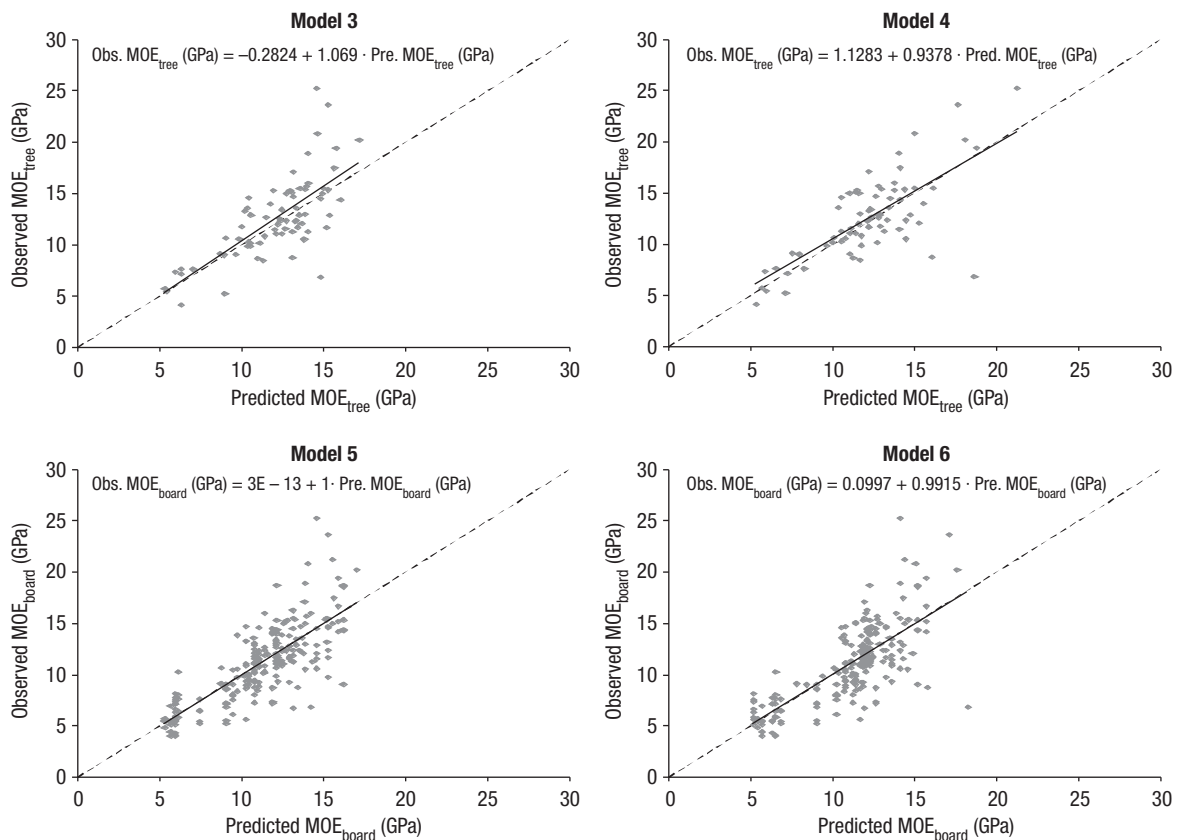 Model 3
Obs. MOEtree (GPa) = –0.2824 + 1.069 · Pre. MOEtree (GPa)
Observed MOEtree (GPa)
30
25
20
15
10
5
0
0 5 10 15 20 25 30
Predicted MOEtree (GPa)
Model 4
Obs. MOEtree (GPa) = 1.1283 + 0.9378 · Pred. MOEtree (GPa)
Observed MOEtree (GPa)
30
25
20
15
10
5
0
0 5 10 15 20 25 30
Predicted MOEtree (GPa)
Model 5
Obs. MOEboard (GPa) = 3E – 13 + 1· Pre. MOEboard (GPa)
Observed MOEboard (GPa)
30
25
20
15
10
5
0
0 5 10 15 20 25 30
Predicted MOEboard (GPa)
Model 6
Obs. MOEboard (GPa) = 0.0997 + 0.9915 · Pre. MOEboard (GPa)
Observed MOEboard (GPa)
30
25
20
15
10
5
0
0 5 10 15 20 25 30
Predicted MOEboard (GPa)